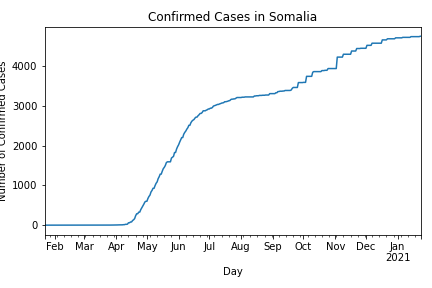 Confirmed Cases in Somalia
Number of Confirmed Cases
4000
3000
2000
1000
0
Feb Mar Apr May Jun Jul Aug Sep Oct Nov Dec Jan
2021
Day